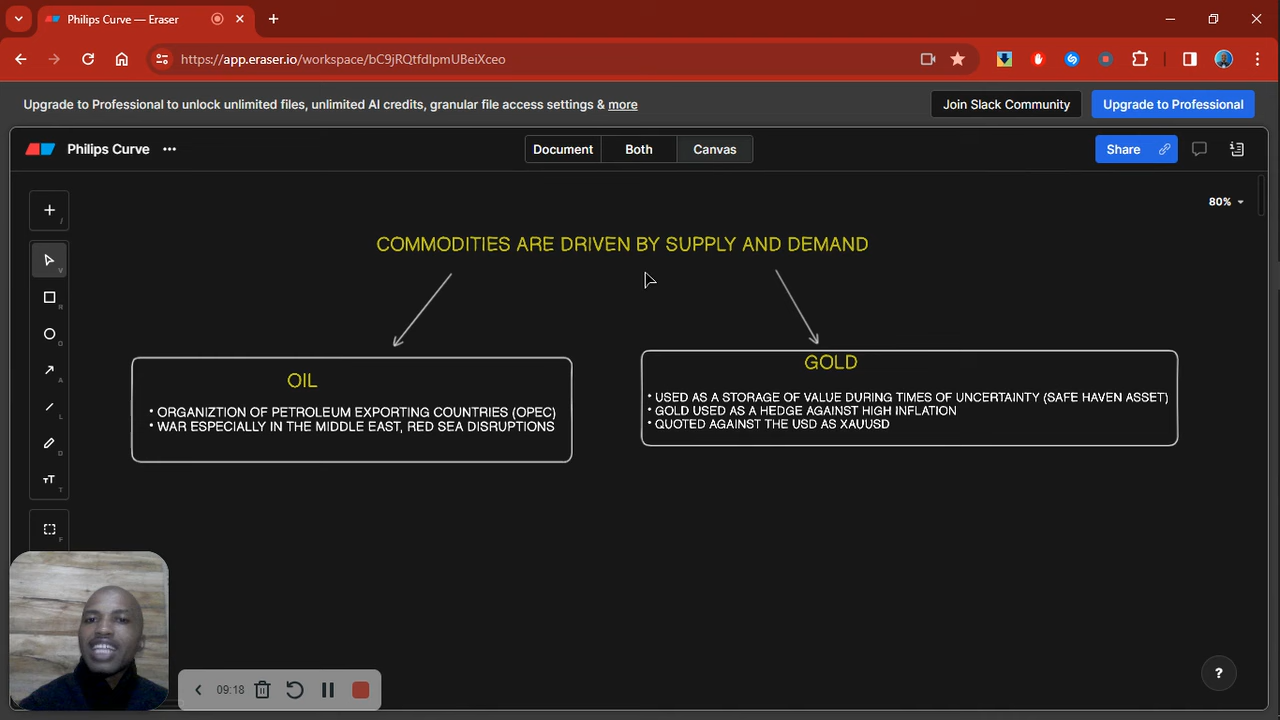 Philips Curve — Eraser
https://app.eraser.io/workspace/bC9jRQtfdIpmUBeiXceo
Upgrade to Professional to unlock unlimited files, unlimited AI credits, granular file access settings & more
Join Slack Community
Upgrade to Professional
Philips Curve
Document
Both
Canvas
Share
80%
COMMODITIES ARE DRIVEN BY SUPPLY AND DEMAND
OIL
• ORGANIZTION OF PETROLEUM EXPORTING COUNTRIES (OPEC)
• WAR ESPECIALLY IN THE MIDDLE EAST, RED SEA DISRUPTIONS
GOLD
• USED AS A STORAGE OF VALUE DURING TIMES OF UNCERTAINTY (SAFE HAVEN ASSET)
• GOLD USED AS A HEDGE AGAINST HIGH INFLATION
• QUOTED AGAINST THE USD AS XAUUSD
/
V
R
O
A
L
D
T
F
09:18
?